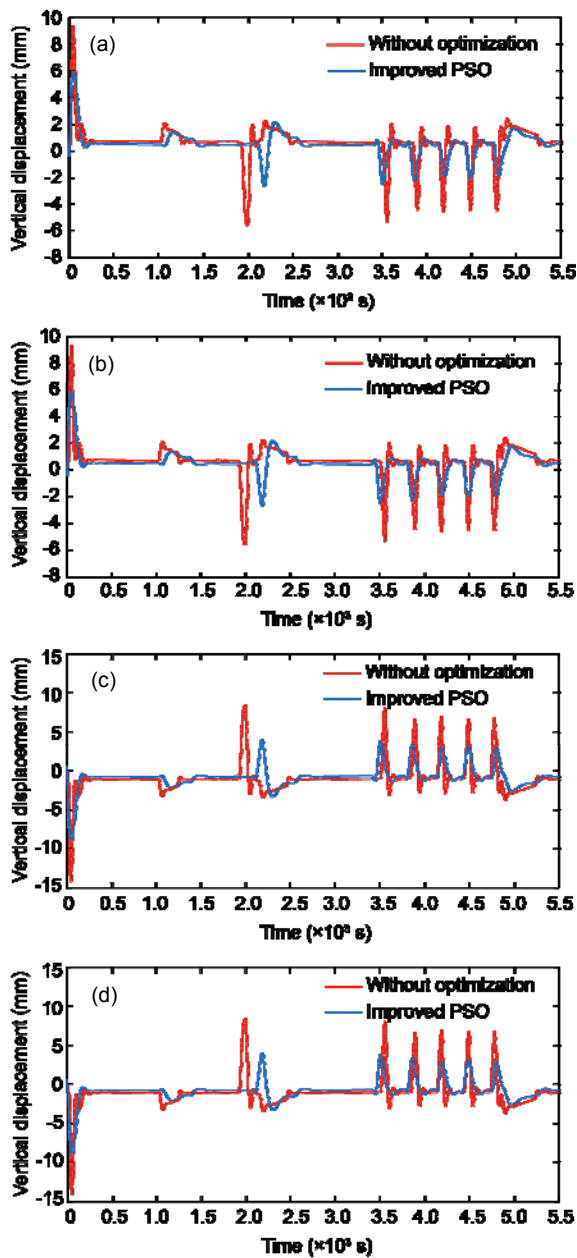 (a)
Without optimization
Improved PSO
Vertical displacement (mm)
10
8
6
4
2
0
-2
-4
-6
-8
0 0.5 1.0 1.5 2.0 2.5 3.0 3.5 4.0 4.5 5.0 5.5
Time (×10³ s)
(b)
Without optimization
Improved PSO
Vertical displacement (mm)
10
8
6
4
2
0
-2
-4
-6
-8
0 0.5 1.0 1.5 2.0 2.5 3.0 3.5 4.0 4.5 5.0 5.5
Time (×10³ s)
(c)
Without optimization
Improved PSO
Vertical displacement (mm)
15
10
5
0
-5
-10
-15
0 0.5 1.0 1.5 2.0 2.5 3.0 3.5 4.0 4.5 5.0 5.5
Time (×10³ s)
(d)
Without optimization
Improved PSO
Vertical displacement (mm)
15
10
5
0
-5
-10
-15
0 0.5 1.0 1.5 2.0 2.5 3.0 3.5 4.0 4.5 5.0 5.5
Time (×10³ s)